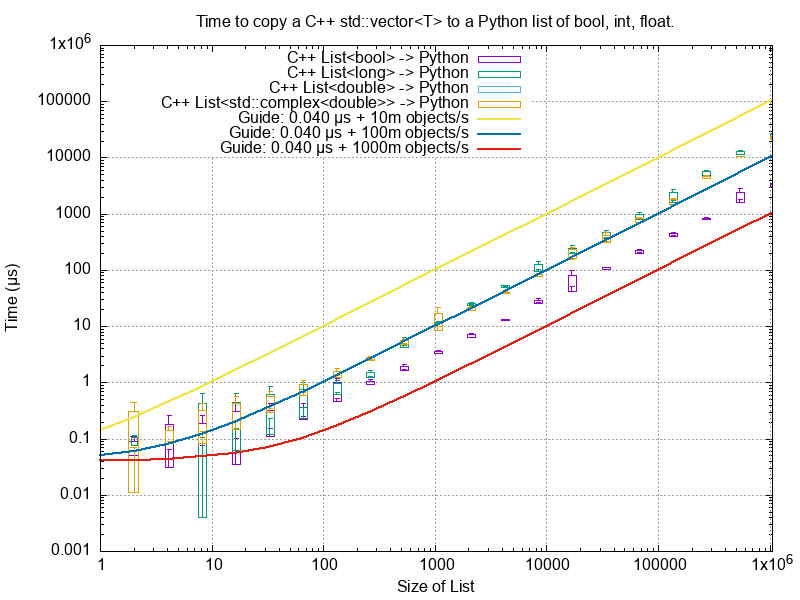 Time to copy a C++ std::vector<T> to a Python list of bool, int, float.
1x10^6
C++ List<bool> -> Python
C++ List<long> -> Python
C++ List<double> -> Python
C++ List<std::complex<double>> -> Python
Guide: 0.040 µs + 10m objects/s
Guide: 0.040 µs + 100m objects/s
Guide: 0.040 µs + 1000m objects/s
100000
10000
1000
100
10
1
0.1
0.01
0.001
Time (µs)
1 10 100 1000 10000 100000 1x10^6
Size of List